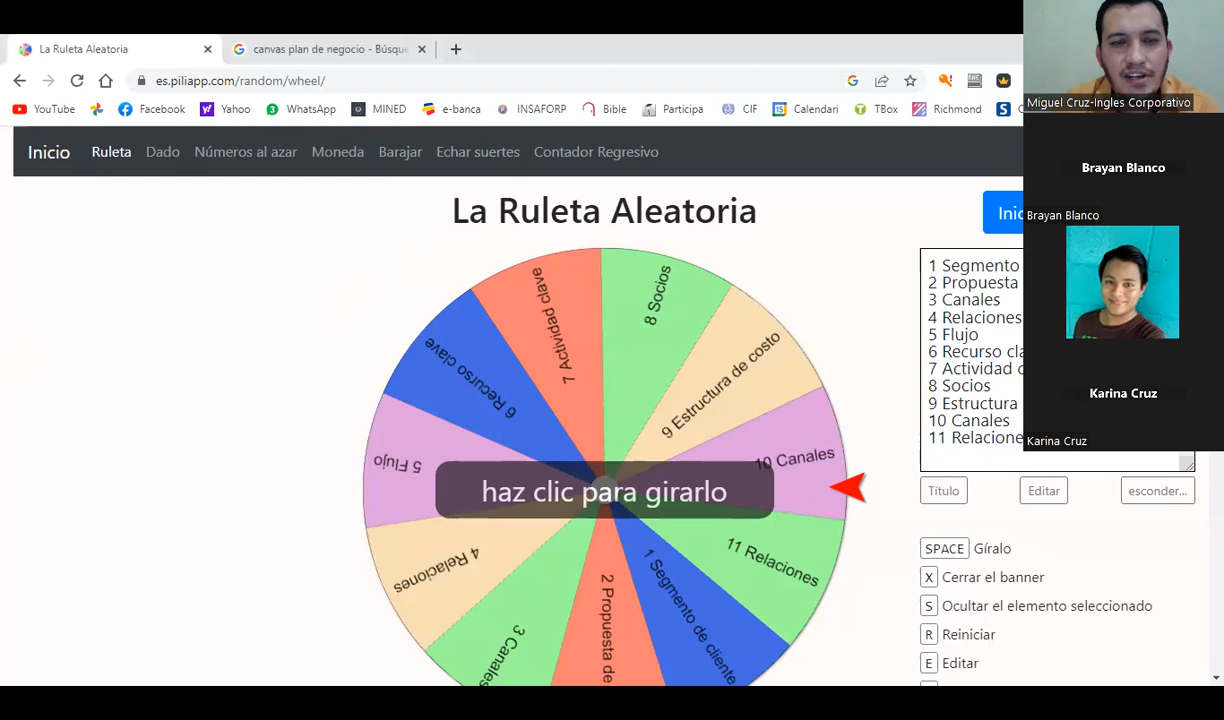 La Ruleta Aleatoria
canvas plan de negocio - Búsque
es.piliapp.com/random/wheel/
YouTube
Facebook
Yahoo
WhatsApp
MINED
e-banca
INSAFORP
Bible
Participa
CIF
Calendari
TBox
Richmond
Inicio
Ruleta
Dado
Números al azar
Moneda
Barajar
Echar suertes
Contador Regresivo
La Ruleta Aleatoria
7 Actividad clave
8 Socios
6 Recurso clave
9 Estructura de costo
5 Flujo
10 Canales
haz clic para girarlo
4 Relaciones
11 Relaciones
3 Canales
2 Propuesta de
1 Segmento de cliente
1 Segmento
2 Propuesta
3 Canales
4 Relaciones
5 Flujo
6 Recurso cla
7 Actividad c
8 Socios
9 Estructura
10 Canales
11 Relacione
Título
Editar
esconder...
SPACE Gíralo
X Cerrar el banner
S Ocultar el elemento seleccionado
R Reiniciar
E Editar
Miguel Cruz-Ingles Corporativo
Brayan Blanco
Brayan Blanco
Karina Cruz
Karina Cruz